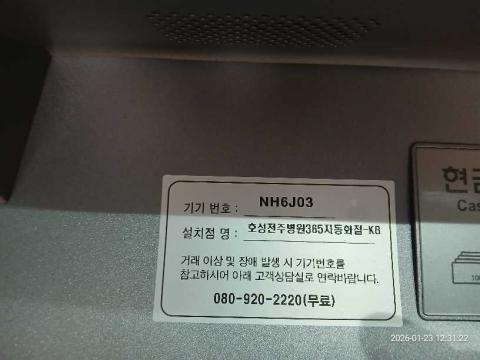 기기 번호 : NH6J03
설치점 명 : 호성전주병원365자동화점-KB
거래 이상 및 장애 발생 시 기기번호를
참고하시어 아래 고객상담실로 연락바랍니다.
080-920-2220(무료)
현금
Cas
2026-01-23 12:31:22